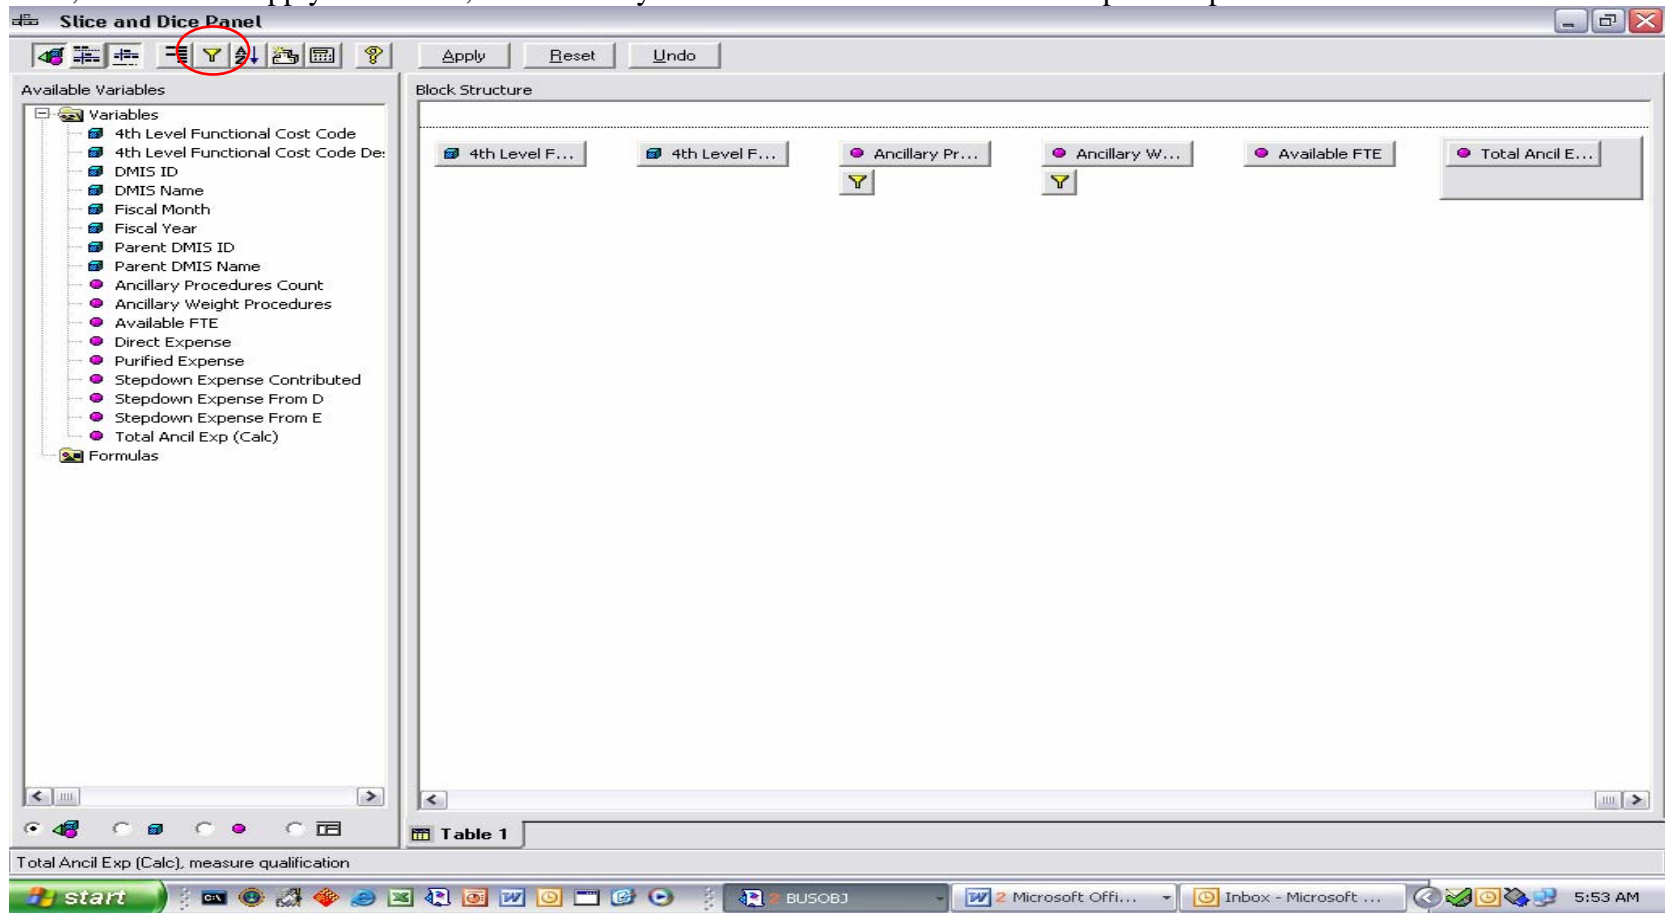 Slice and Dice Panel
Apply
Reset
Undo
Available Variables
Variables
4th Level Functional Cost Code
4th Level Functional Cost Code De
DMIS ID
DMIS Name
Fiscal Month
Fiscal Year
Parent DMIS ID
Parent DMIS Name
Ancillary Procedures Count
Ancillary Weight Procedures
Available FTE
Direct Expense
Purified Expense
Stepdown Expense Contributed
Stepdown Expense From D
Stepdown Expense From E
Total Ancil Exp (Calc)
Formulas
Block Structure
4th Level F... 4th Level F... Ancillary Pr... Ancillary W... Available FTE Total Ancil E...
Table 1
Total Ancil Exp (Calc), measure qualification
start 2 BUSOBJ 2 Microsoft Offi... Inbox - Microsoft ... 5:53 AM